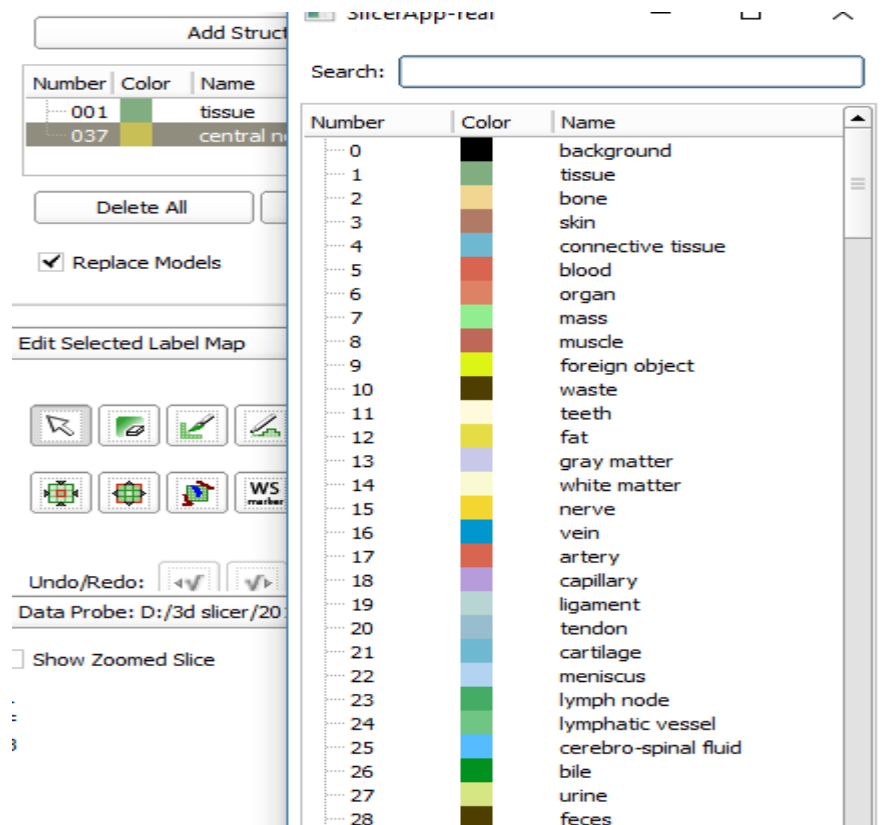 Add Struct
Number Color Name
001 tissue
037 central n
Delete All
Replace Models
Edit Selected Label Map
WS
marker
Undo/Redo:
Data Probe: D:/3d slicer/20
Show Zoomed Slice
SlicerApp-real
Search:
Number Color Name
0 background
1 tissue
2 bone
3 skin
4 connective tissue
5 blood
6 organ
7 mass
8 muscle
9 foreign object
10 waste
11 teeth
12 fat
13 gray matter
14 white matter
15 nerve
16 vein
17 artery
18 capillary
19 ligament
20 tendon
21 cartilage
22 meniscus
23 lymph node
24 lymphatic vessel
25 cerebro-spinal fluid
26 bile
27 urine
28 feces